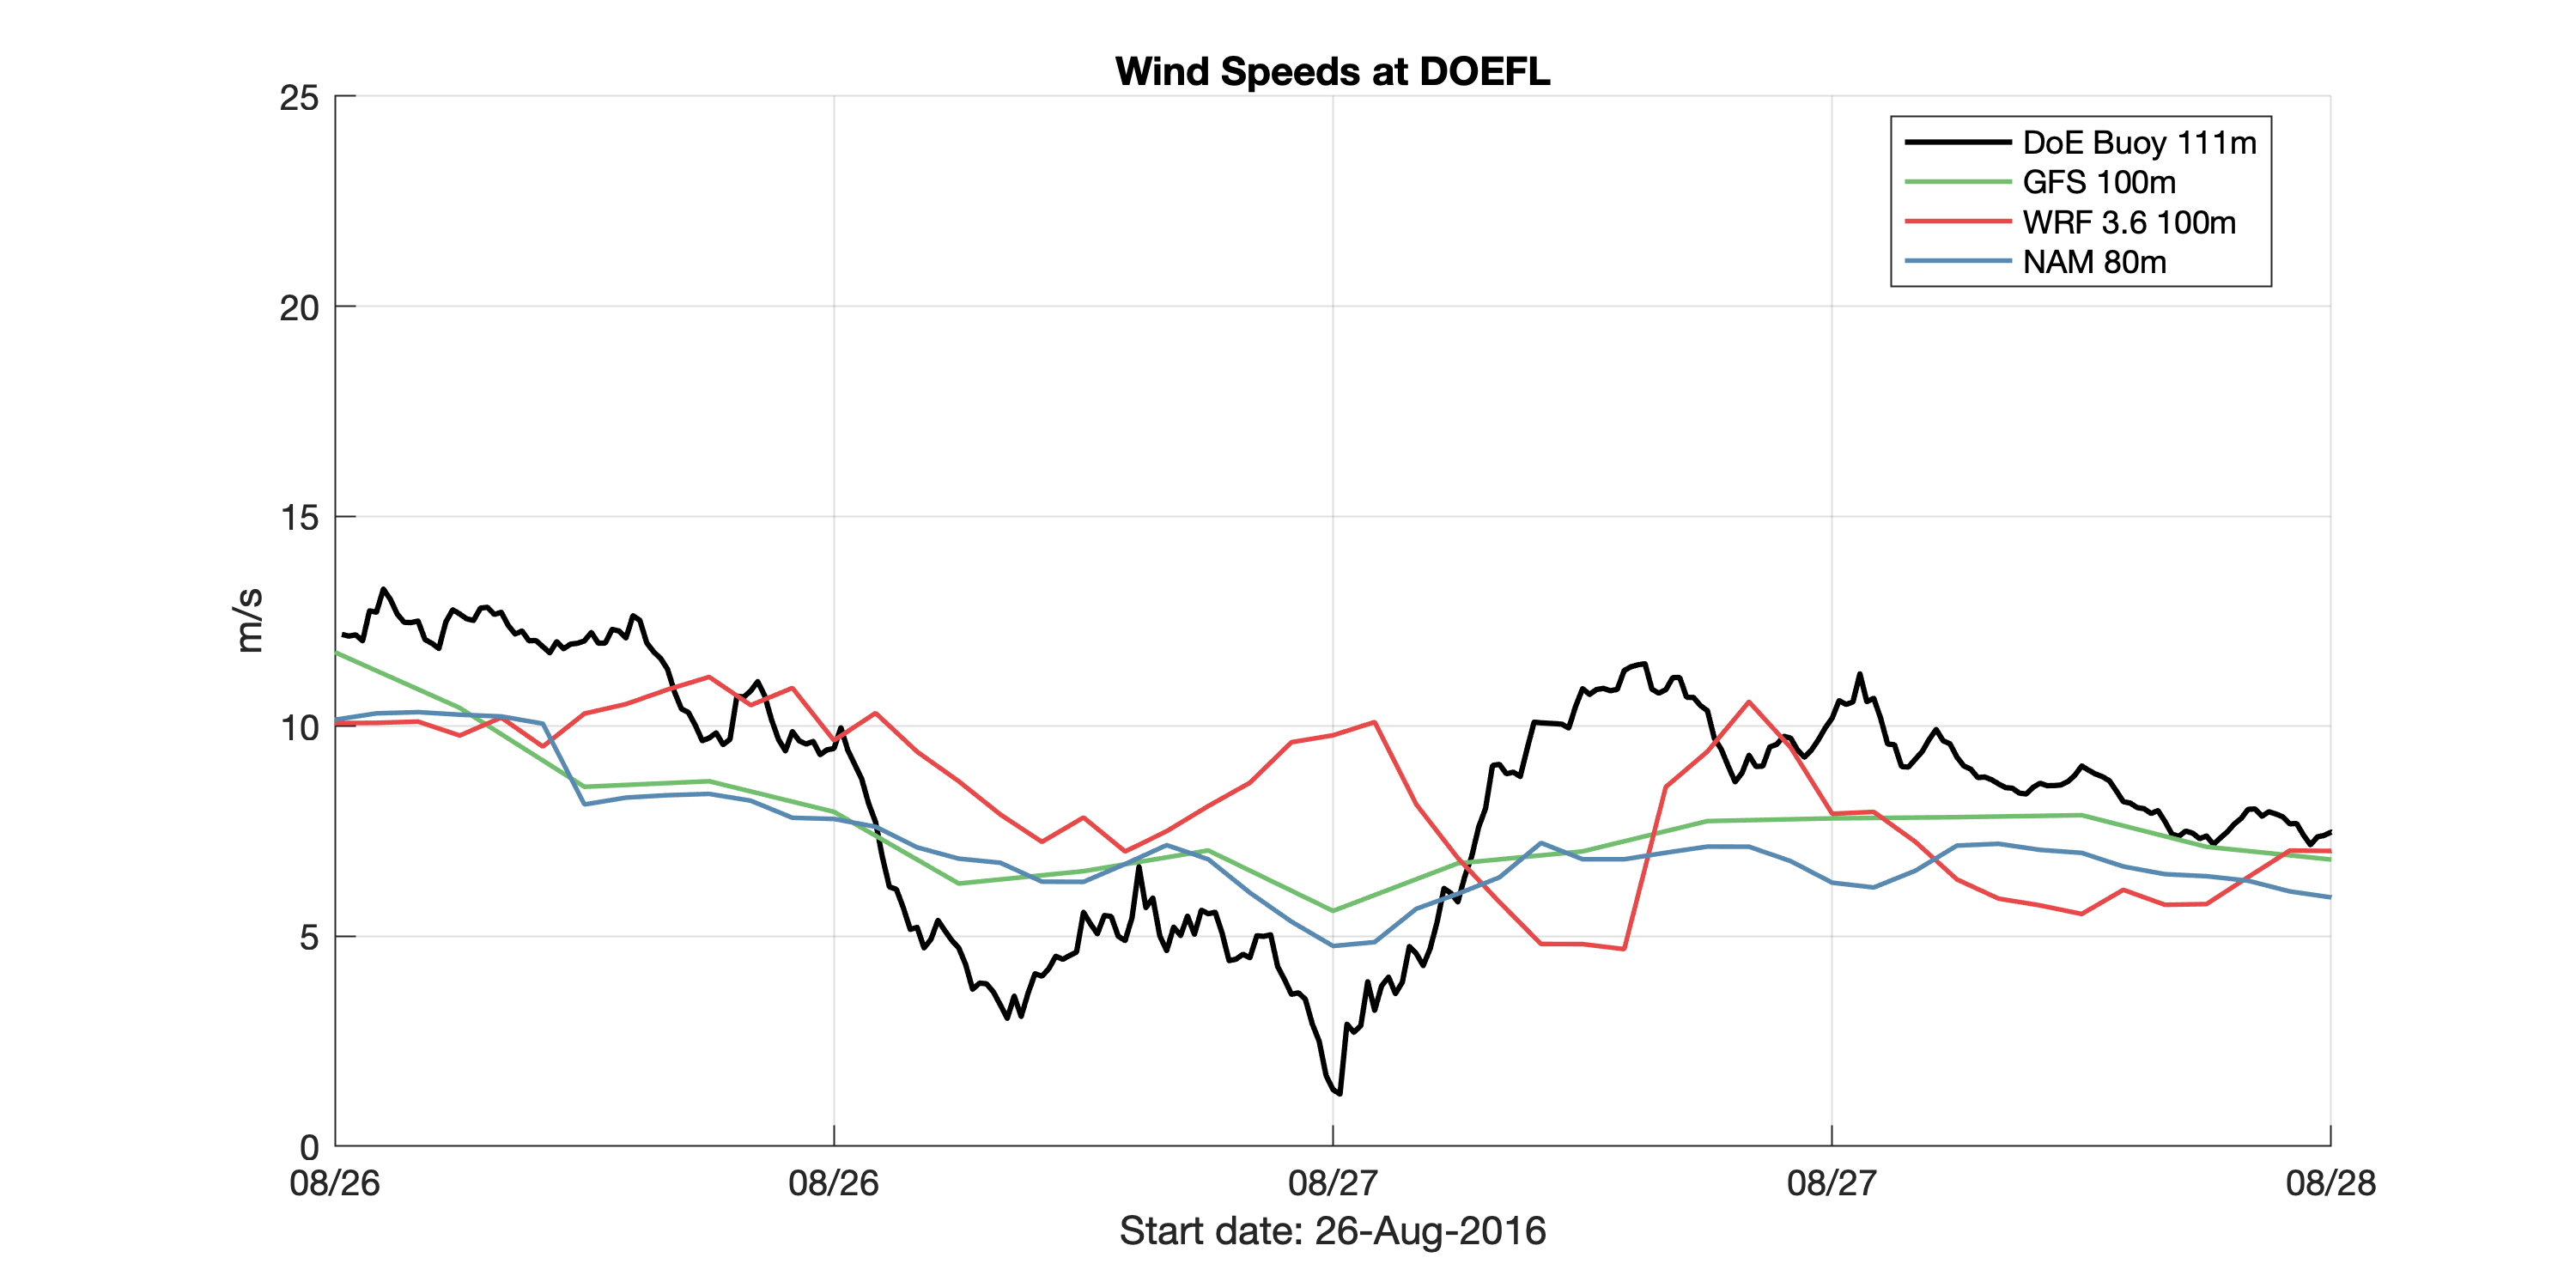 Wind Speeds at DOEFL
25
20
15
10
5
0
m/s
DoE Buoy 111m
GFS 100m
WRF 3.6 100m
NAM 80m
08/26
08/26
08/27
08/27
08/28
Start date: 26-Aug-2016